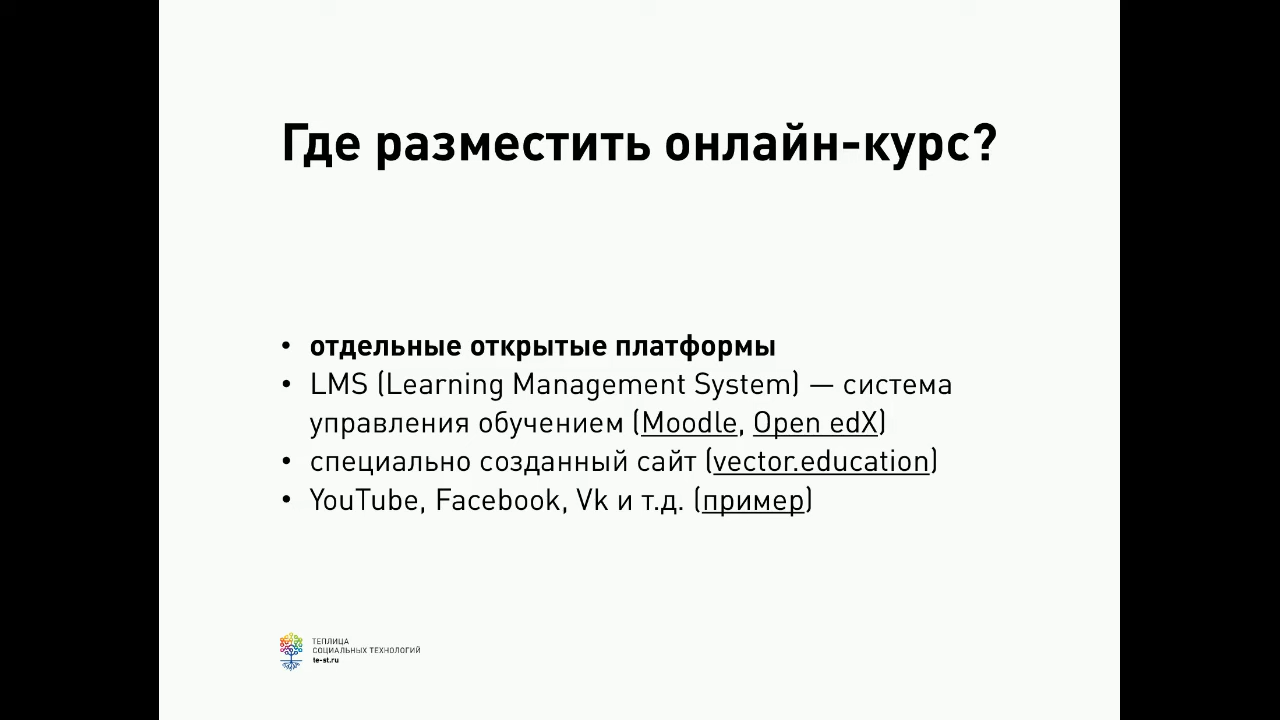 Где разместить онлайн-курс?
• отдельные открытые платформы
• LMS (Learning Management System) — система
управления обучением (Moodle, Open edX)
• специально созданный сайт (vector.education)
• YouTube, Facebook, Vk и т.д. (пример)
ТЕПЛИЦА
СОЦИАЛЬНЫХ ТЕХНОЛОГИЙ
te-st.ru